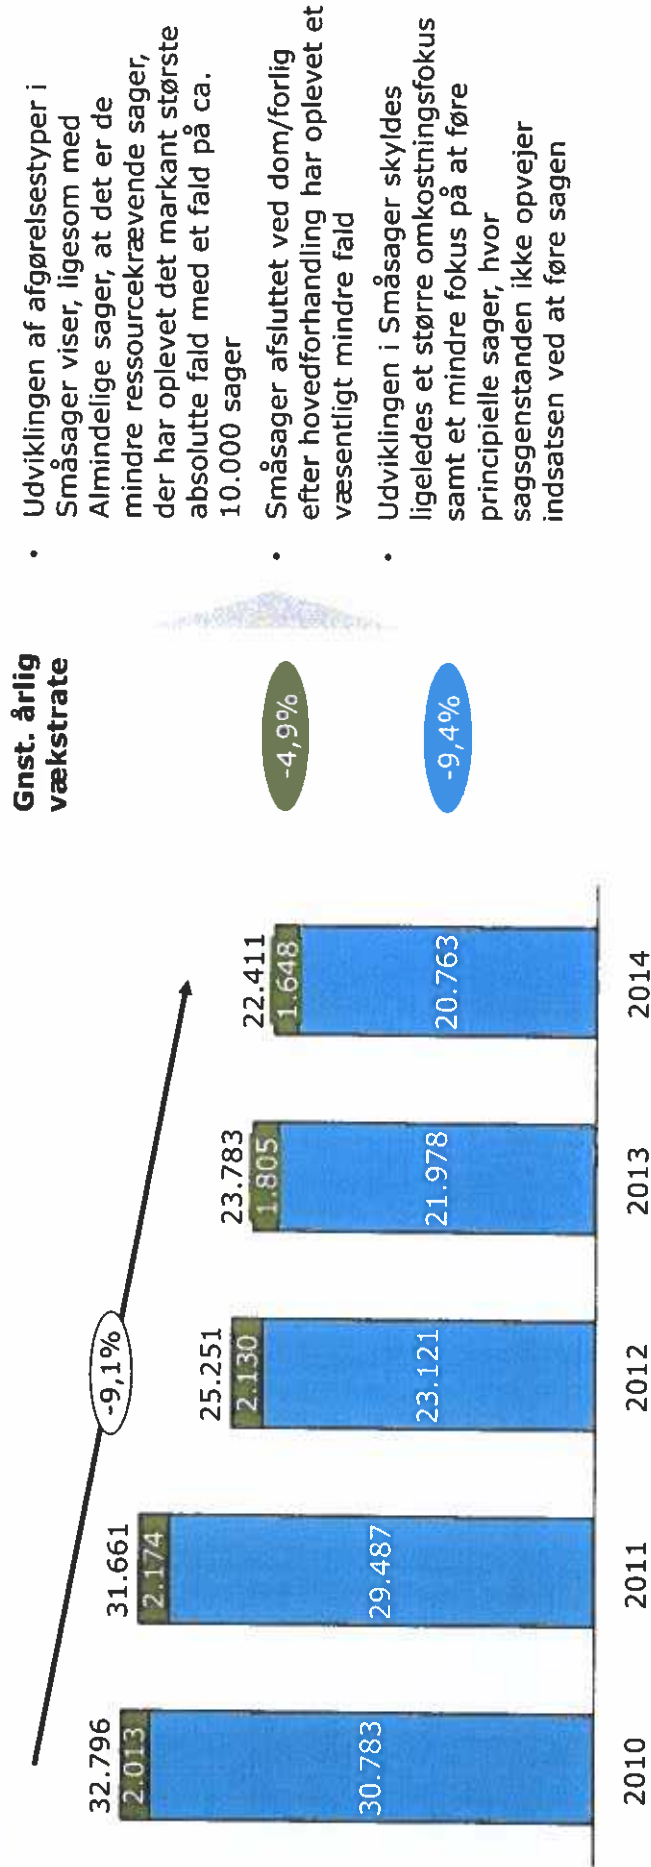 -9,1%
32.796
2.013
30.783
2010
31.661
2.174
29.487
2011
25.251
2.130
23.121
2012
23.783
1.805
21.978
2013
22.411
1.648
20.763
2014
Gnst. årlig
vækstrate
-4,9%
-9,4%
• Udviklingen af afgørelsestyper i
Småsager viser, ligesom med
Almindelige sager, at det er de
mindre ressourcekrævende sager,
der har oplevet det markant største
absolutte fald med et fald på ca.
10.000 sager
• Småsager afsluttet ved dom/forlig
efter hovedforhandling har oplevet et
væsentligt mindre fald
• Udviklingen i Småsager skyldes
ligeledes et større omkostningsfokus
samt et mindre fokus på at føre
principielle sager, hvor
sagsgenstanden ikke opvejer
indsatsen ved at føre sagen